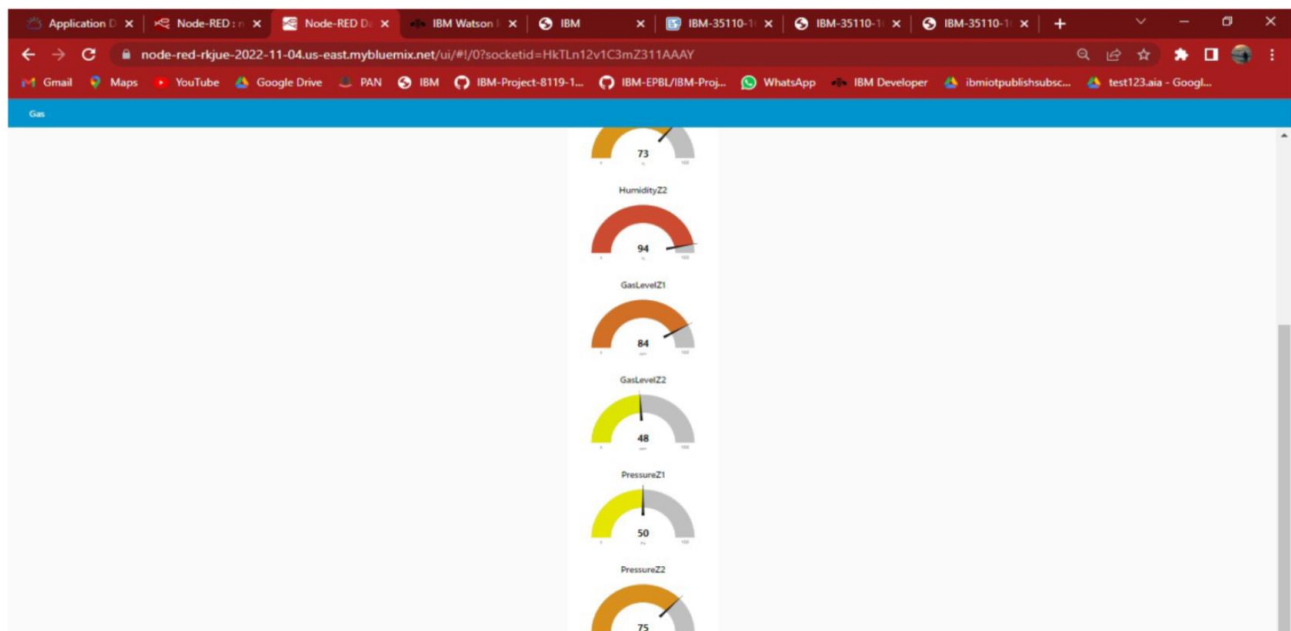 Application D Node-RED : n Node-RED Da IBM Watson I IBM IBM-35110-1 IBM-35110-1 IBM-35110-1
node-red-rkjue-2022-11-04.us-east.mybluemix.net/ui/#!/0?socketid=HkTLn12v1C3mZ311AAAY
Gmail Maps YouTube Google Drive PAN IBM IBM-Project-8119-1... IBM-EPBL/IBM-Proj... WhatsApp IBM Developer ibmiotpublishsubsc... test123.aia - Googl...
Gas
73
HumidityZ2
94
GasLevelZ1
84
GasLevelZ2
48
PressureZ1
50
PressureZ2
75